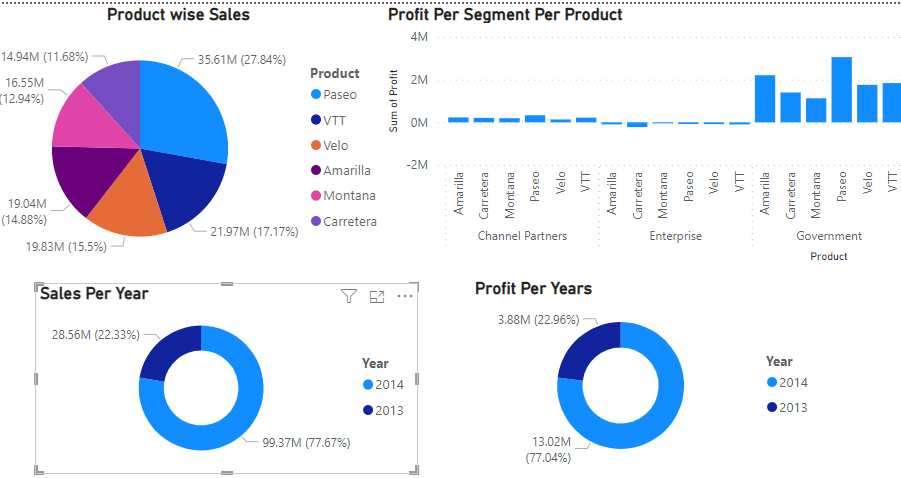 Product wise Sales
14.94M (11.68%)
35.61M (27.84%)
16.55M
(12.94%)
19.04M
(14.88%)
19.83M (15.5%)
21.97M (17.17%)
Product
Paseo
VTT
Velo
Amarilla
Montana
Carretera
Profit Per Segment Per Product
Sum of Profit
4M
2M
0M
-2M
Amarilla
Carretera
Montana
Paseo
Velo
VTT
Amarilla
Carretera
Montana
Paseo
Velo
VTT
Amarilla
Carretera
Montana
Paseo
Velo
VTT
Channel Partners
Enterprise
Government
Product
Sales Per Year
28.56M (22.33%)
99.37M (77.67%)
Year
2014
2013
Profit Per Years
3.88M (22.96%)
13.02M
(77.04%)
Year
2014
2013